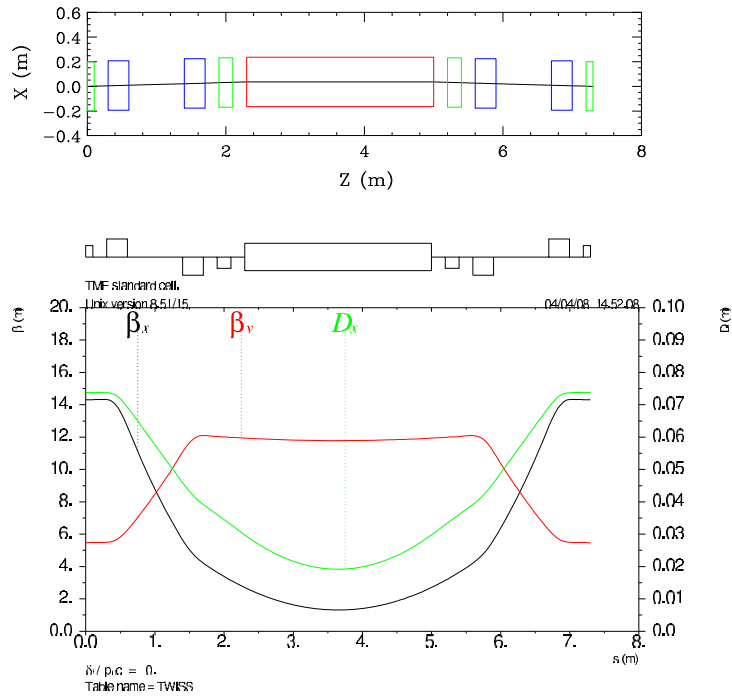 X (m)
0.6
0.4
0.2
0.0
−0.2
−0.4
0 2 4 6 8
Z (m)
TME standard cell.
Unix version 8.51/15 04/04/08 14.52.08
β (m)
D (m)
20.
18.
16.
14.
12.
10.
8.
6.
4.
2.
0.0
βx βy Dx
0.10
0.09
0.08
0.07
0.06
0.05
0.04
0.03
0.02
0.01
0.00
0.0 1. 2. 3. 4. 5. 6. 7. 8.
s (m)
= 0.
Table name = TWISS